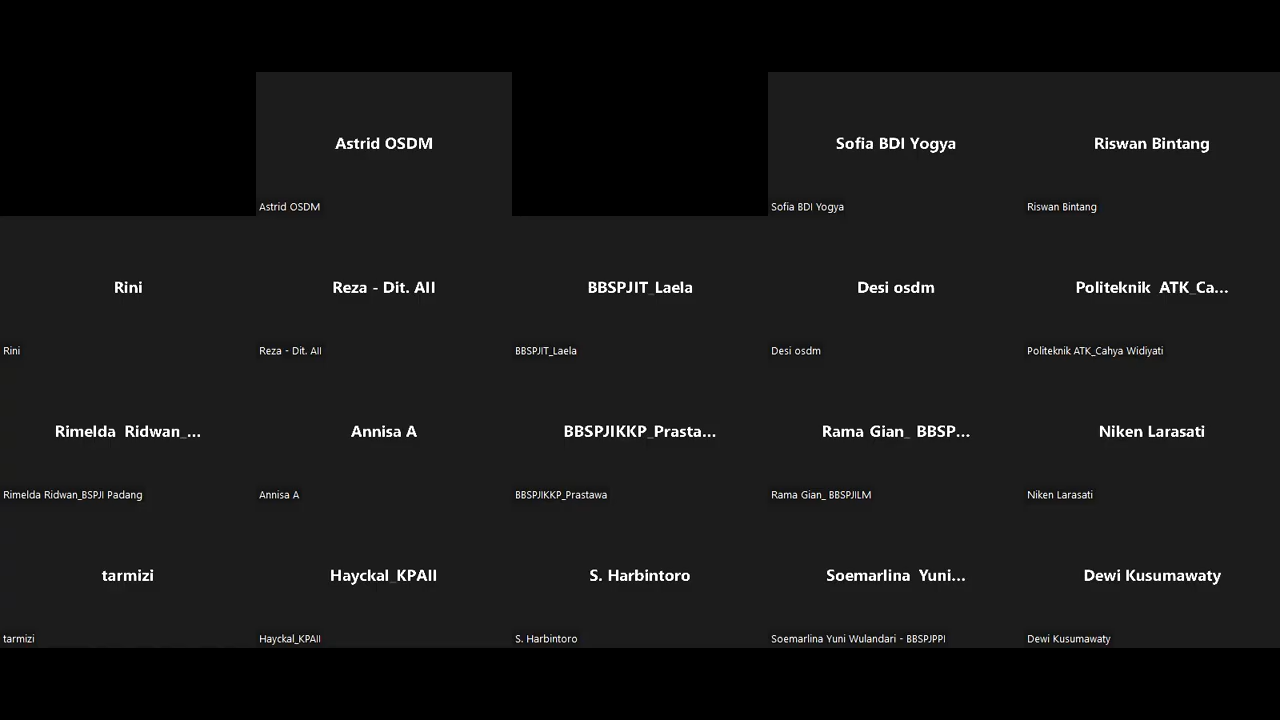 Astrid OSDM
Astrid OSDM
Sofia BDI Yogya
Sofia BDI Yogya
Riswan Bintang
Riswan Bintang
Rini
Rini
Reza - Dit. AII
Reza - Dit. AII
BBSPJIT_Laela
BBSPJIT_Laela
Desi osdm
Desi osdm
Politeknik ATK_Ca...
Politeknik ATK_Cahya Widiyati
Rimelda Ridwan_...
Rimelda Ridwan_BSPJI Padang
Annisa A
Annisa A
BBSPJIKKP_Prasta...
BBSPJIKKP_Prastawa
Rama Gian_ BBSP...
Rama Gian_ BBSPJILM
Niken Larasati
Niken Larasati
tarmizi
tarmizi
Hayckal_KPAII
Hayckal_KPAII
S. Harbintoro
S. Harbintoro
Soemarlina Yuni...
Soemarlina Yuni Wulandari - BBSPJPPI
Dewi Kusumawaty
Dewi Kusumawaty